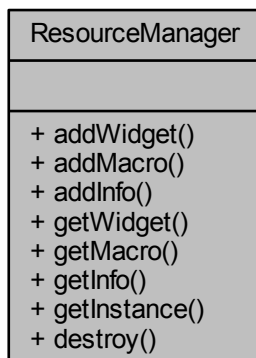 ResourceManager
+ addWidget()
+ addMacro()
+ addInfo()
+ getWidget()
+ getMacro()
+ getInfo()
+ getInstance()
+ destroy()